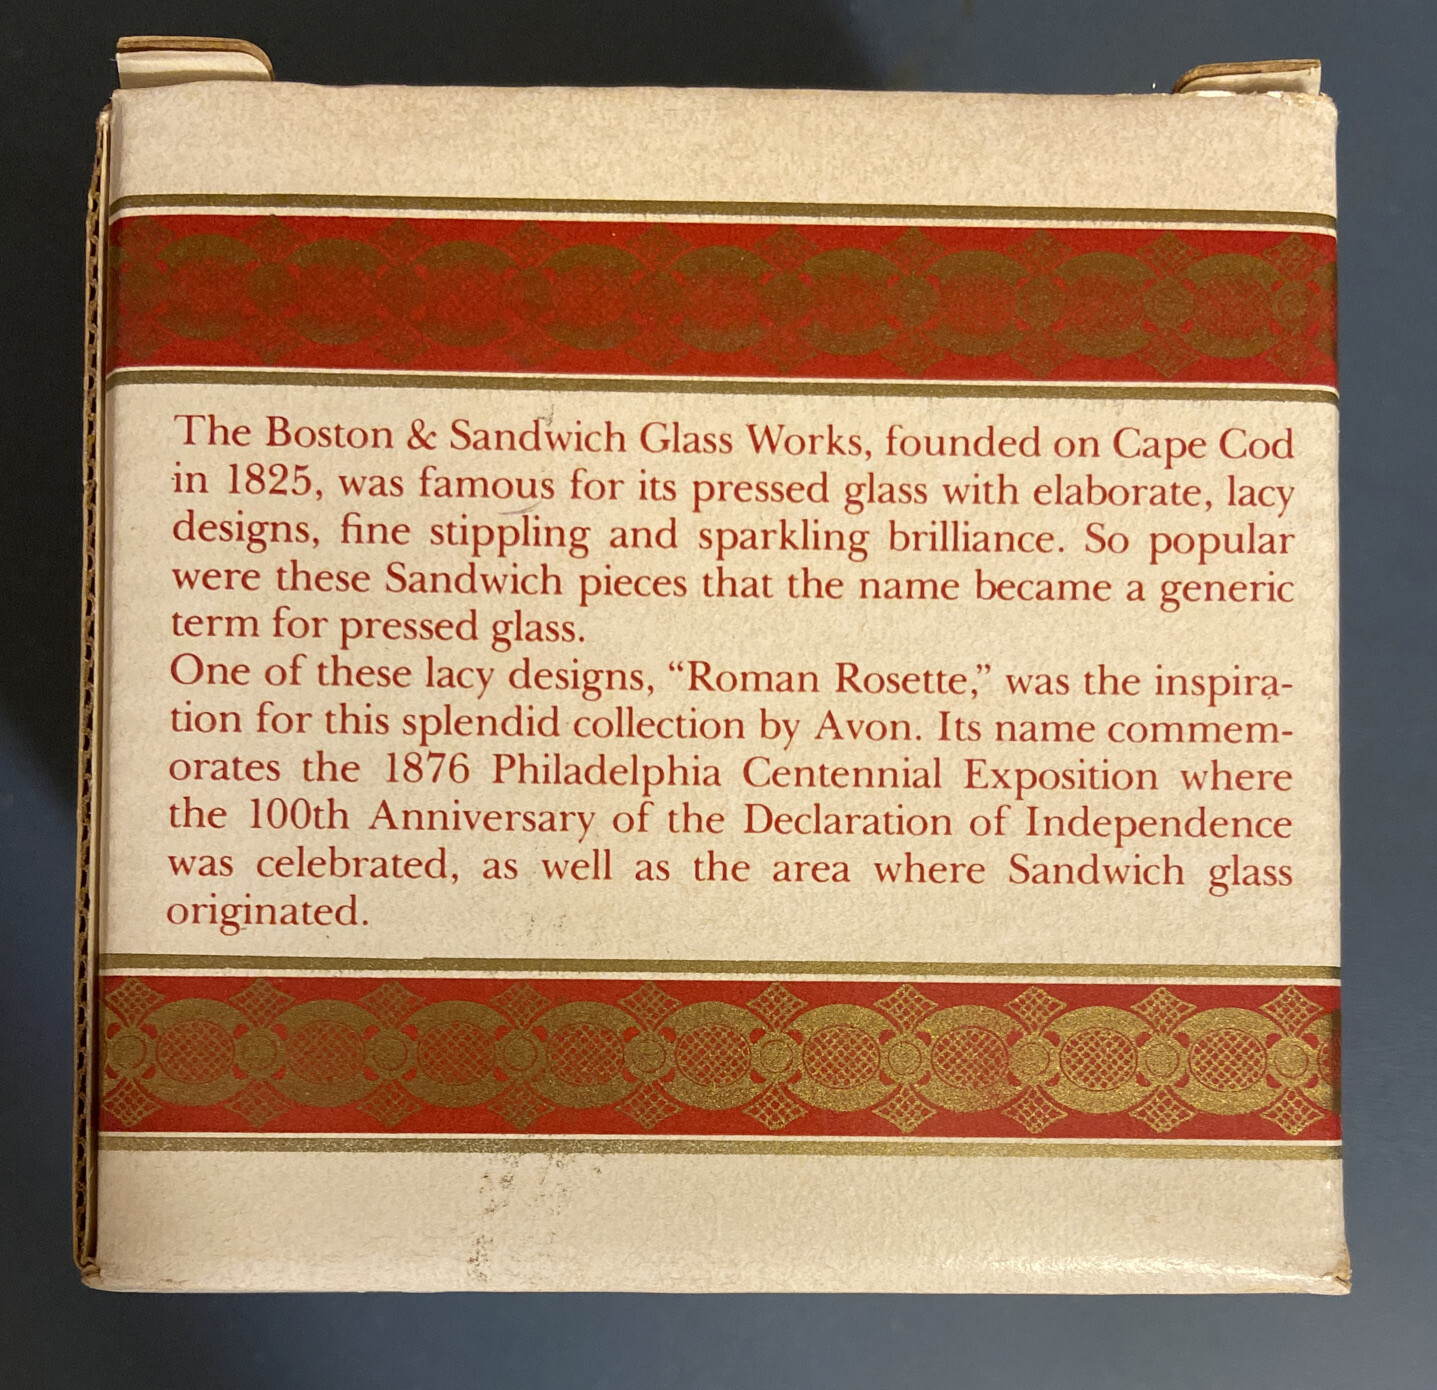 The Boston & Sandwich Glass Works, founded on Cape Cod
in 1825, was famous for its pressed glass with elaborate, lacy
designs, fine stippling and sparkling brilliance. So popular
were these Sandwich pieces that the name became a generic
term for pressed glass.
One of these lacy designs, “Roman Rosette,” was the inspira-
tion for this splendid collection by Avon. Its name commem-
orates the 1876 Philadelphia Centennial Exposition where
the 100th Anniversary of the Declaration of Independence
was celebrated, as well as the area where Sandwich glass
originated.